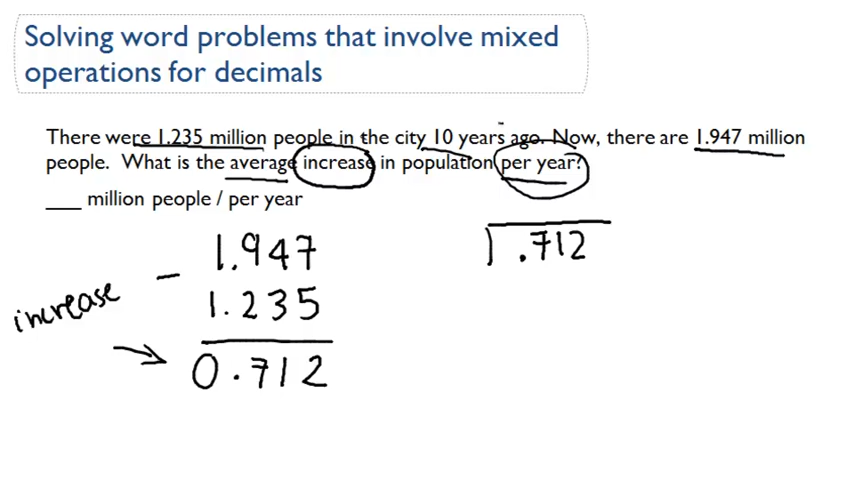 Solving word problems that involve mixed
operations for decimals
There were 1.235 million people in the city 10 years ago. Now, there are 1.947 million
people. What is the average increase in population per year?
___ million people / per year
1.947
.712
-
1.235
increase
0.712